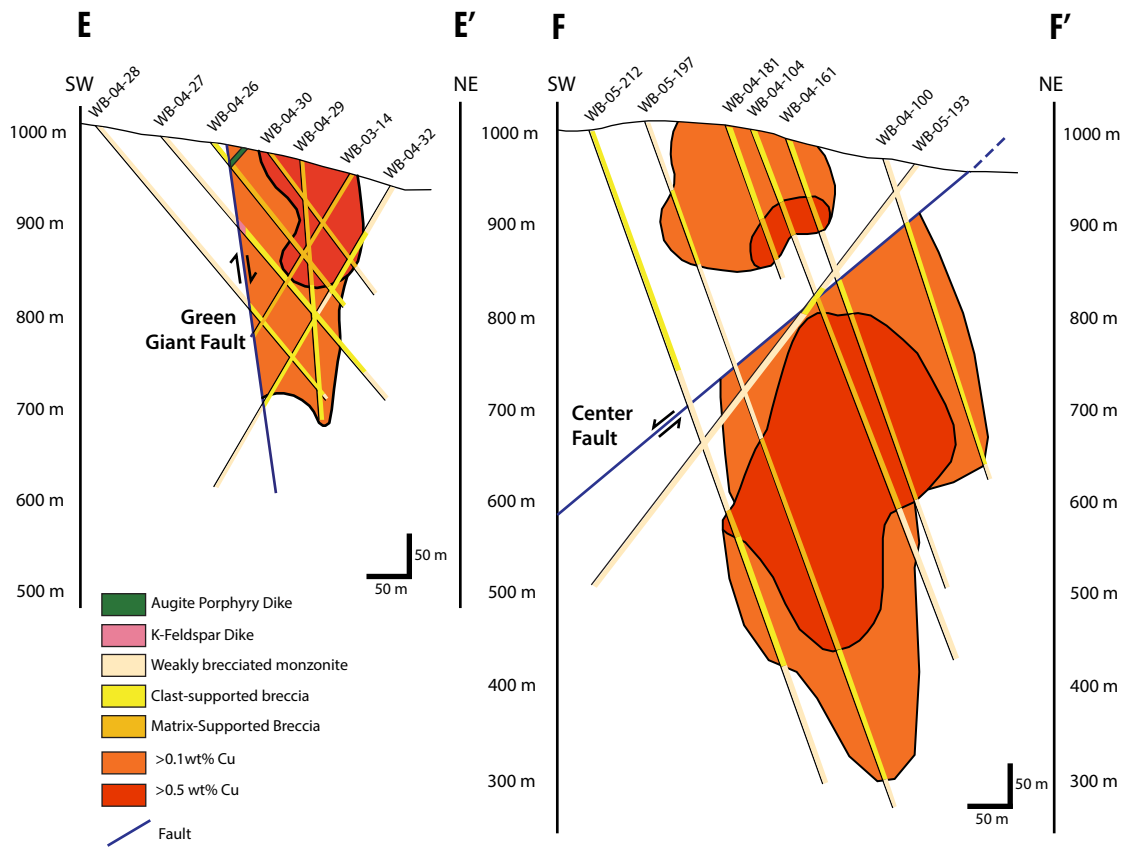 E
E’
F
F’
SW
NE
SW
NE
WB-04-28
WB-04-27
WB-04-26
WB-04-30
WB-04-29
WB-03-14
WB-04-32
WB-05-212
WB-05-197
WB-04-181
WB-04-104
WB-04-161
WB-04-100
WB-05-193
1000 m
900 m
800 m
700 m
600 m
500 m
1000 m
900 m
800 m
700 m
600 m
500 m
400 m
300 m
1000 m
900 m
800 m
700 m
600 m
500 m
400 m
300 m
Green
Giant Fault
Center
Fault
50 m
50 m
50 m
50 m
Augite Porphyry Dike
K-Feldspar Dike
Weakly brecciated monzonite
Clast-supported breccia
Matrix-Supported Breccia
>0.1wt% Cu
>0.5 wt% Cu
Fault